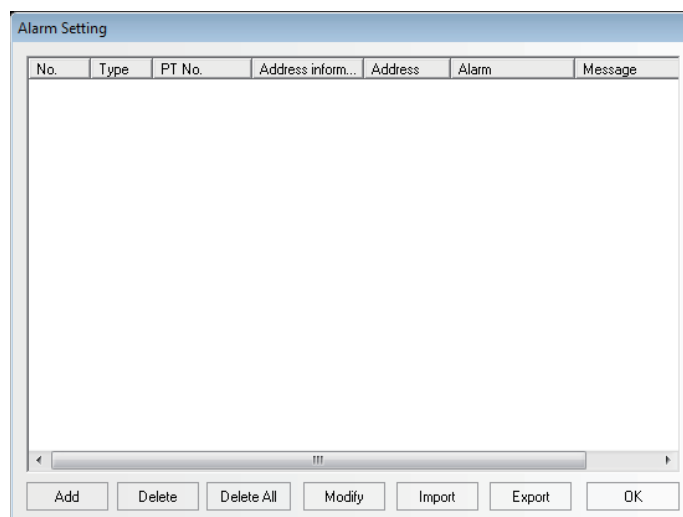 Alarm Setting
No. Type PT No. Address inform... Address Alarm Message
Add Delete Delete All Modify Import Export OK